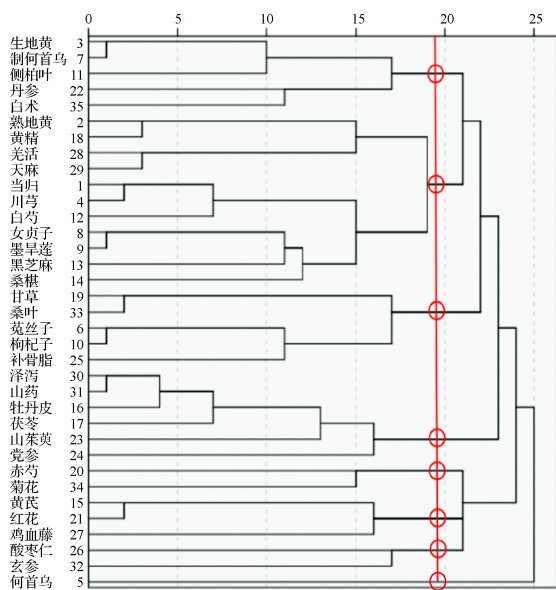 0 5 10 15 20 25
生地黄 3
制何首乌 7
侧柏叶 11
丹参 22
白术 35
熟地黄 2
黄精 18
羌活 28
天麻 29
当归 1
川芎 4
白芍 12
女贞子 8
墨旱莲 9
黑芝麻 13
桑椹 14
甘草 19
桑叶 33
菟丝子 6
枸杞子 10
补骨脂 25
泽泻 30
山药 31
牡丹皮 16
茯苓 17
山茱萸 23
党参 24
赤芍 20
菊花 34
黄芪 15
红花 21
鸡血藤 27
酸枣仁 26
玄参 32
何首乌 5